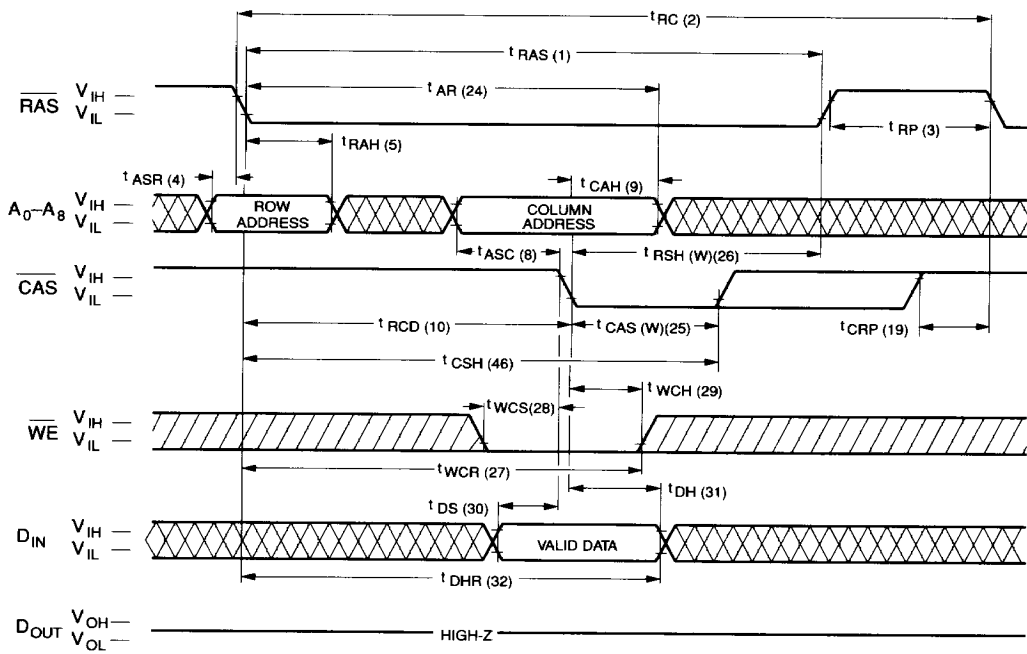 t RC (2)
t RAS (1)
t AR (24)
RAS
V IH
V IL
t RP (3)
t RAH (5)
t ASR (4)
t CAH (9)
A0–A8
V IH
V IL
ROW ADDRESS
COLUMN ADDRESS
t ASC (8)
t RSH (W)(26)
CAS
V IH
V IL
t RCD (10)
t CAS (W)(25)
t CRP (19)
t CSH (46)
t WCH (29)
t WCS(28)
WE
V IH
V IL
t WCR (27)
t DH (31)
t DS (30)
D IN
V IH
V IL
VALID DATA
t DHR (32)
D OUT
V OH
V OL
HIGH-Z